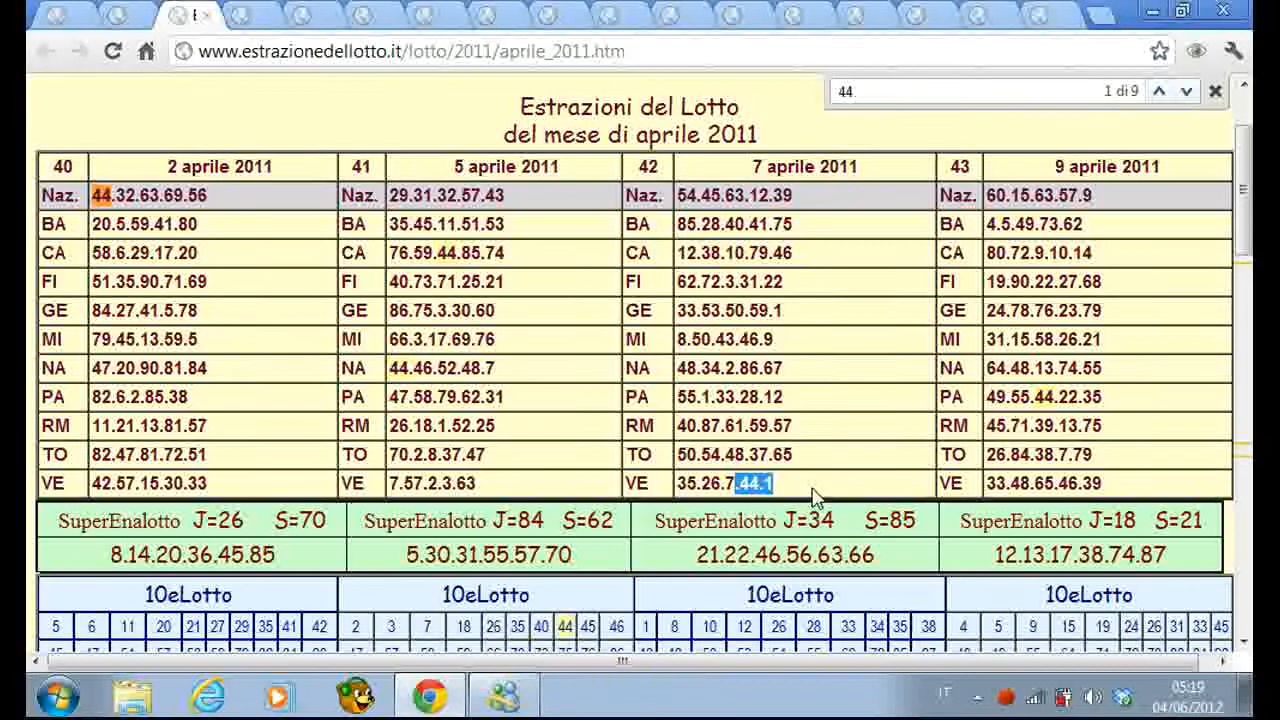 E
www.estrazionedellotto.it/lotto/2011/aprile_2011.htm
44 1 di 9
Estrazioni del Lotto
del mese di aprile 2011
40 2 aprile 2011 41 5 aprile 2011 42 7 aprile 2011 43 9 aprile 2011
Naz. 44.32.63.69.56 Naz. 29.31.32.57.43 Naz. 54.45.63.12.39 Naz. 60.15.63.57.9
BA 20.5.59.41.80 BA 35.45.11.51.53 BA 85.28.40.41.75 BA 4.5.49.73.62
CA 58.6.29.17.20 CA 76.59.44.85.74 CA 12.38.10.79.46 CA 80.72.9.10.14
FI 51.35.90.71.69 FI 40.73.71.25.21 FI 62.72.3.31.22 FI 19.90.22.27.68
GE 84.27.41.5.78 GE 86.75.3.30.60 GE 33.53.50.59.1 GE 24.78.76.23.79
MI 79.45.13.59.5 MI 66.3.17.69.76 MI 8.50.43.46.9 MI 31.15.58.26.21
NA 47.20.90.81.84 NA 44.46.52.48.7 NA 48.34.2.86.67 NA 64.48.13.74.55
PA 82.6.2.85.38 PA 47.58.79.62.31 PA 55.1.33.28.12 PA 49.55.44.22.35
RM 11.21.13.81.57 RM 26.18.1.52.25 RM 40.87.61.59.57 RM 45.71.39.13.75
TO 82.47.81.72.51 TO 70.2.8.37.47 TO 50.54.48.37.65 TO 26.84.38.7.79
VE 42.57.15.30.33 VE 7.57.2.3.63 VE 35.26.7.44.1 VE 33.48.65.46.39
SuperEnalotto J=26 S=70 SuperEnalotto J=84 S=62 SuperEnalotto J=34 S=85 SuperEnalotto J=18 S=21
8.14.20.36.45.85 5.30.31.55.57.70 21.22.46.56.63.66 12.13.17.38.74.87
10eLotto 10eLotto 10eLotto 10eLotto
5 6 11 20 21 27 29 35 41 42 2 3 7 18 26 35 40 44 45 46 1 8 10 12 26 28 33 34 35 38 4 5 9 15 19 24 26 31 33 45
IT 05:19
04/06/2012